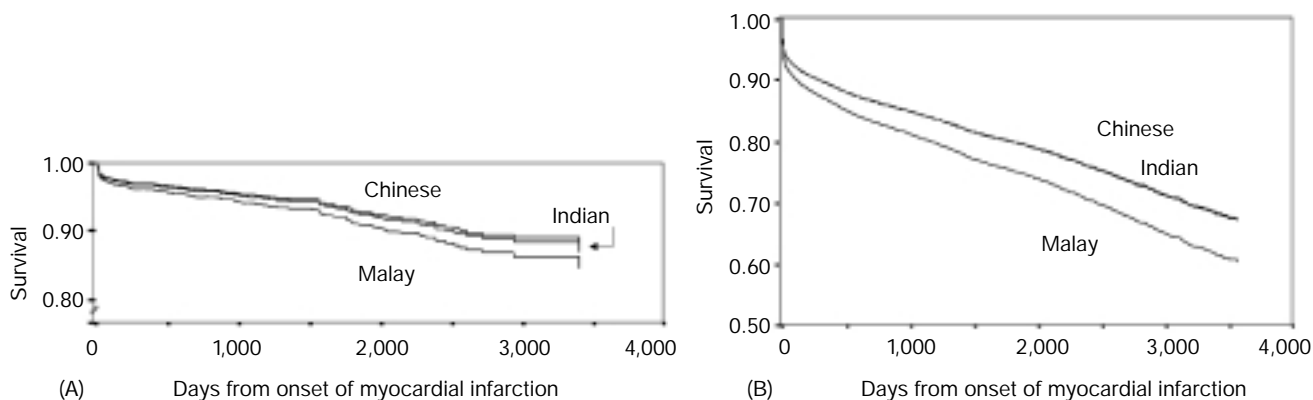 1.00
0.90
0.80
Survival
Chinese
Indian
Malay
0
1,000
2,000
3,000
4,000
(A)
Days from onset of myocardial infarction
1.00
0.90
0.80
0.70
0.60
0.50
Survival
Chinese
Indian
Malay
0
1,000
2,000
3,000
4,000
(B)
Days from onset of myocardial infarction